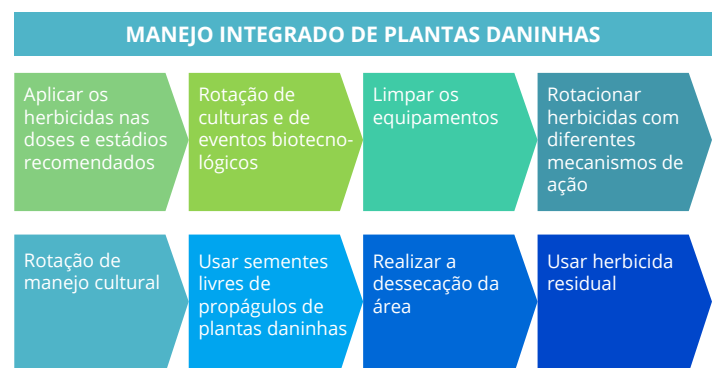 MANEJO INTEGRADO DE PLANTAS DANINHAS
Aplicar os
herbicidas nas
doses e estádios
recomendados
Rotação de
culturas e de
eventos biotecno-
lógicos
Limpar os
equipamentos
Rotacionar
herbicidas com
diferentes
mecanismos de
ação
Rotação de
manejo cultural
Usar sementes
livres de
propágulos de
plantas daninhas
Realizar a
dessecação da
área
Usar herbicida
residual